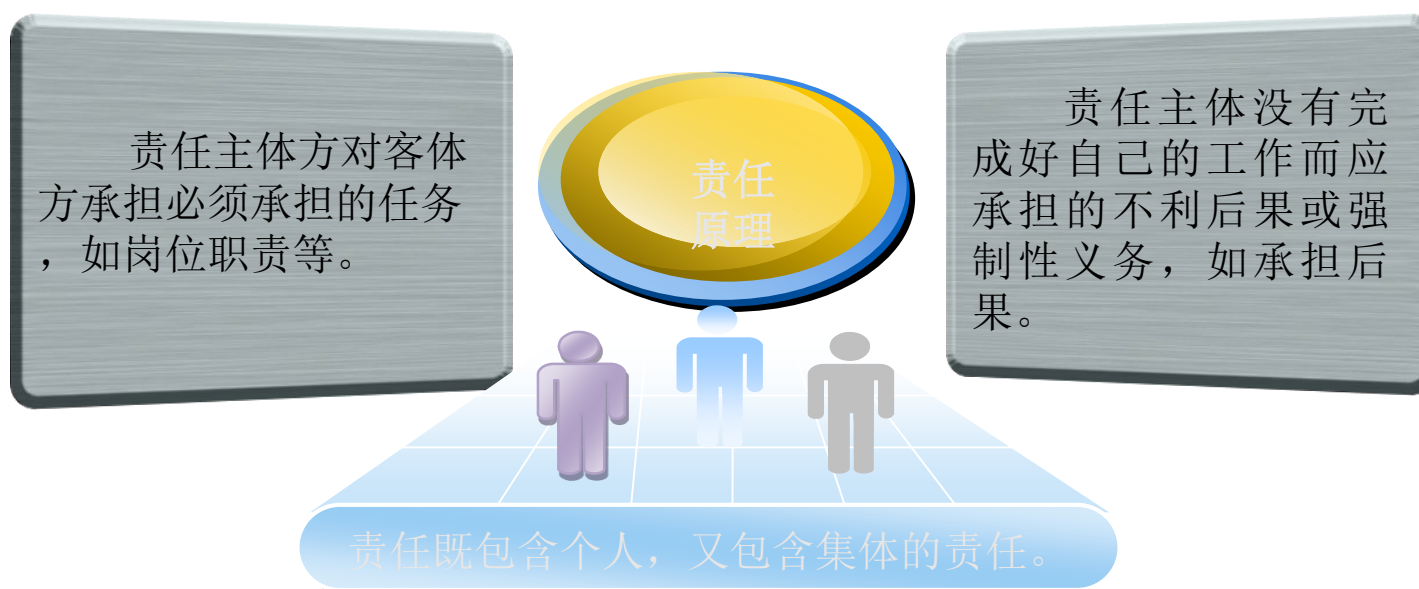 责任主体方对客体
方承担必须承担的任务
，如岗位职责等。
责任
原理
责任主体没有完
成好自己的工作而应
承担的不利后果或强
制性义务，如承担后
果。
责任既包含个人，又包含集体的责任。